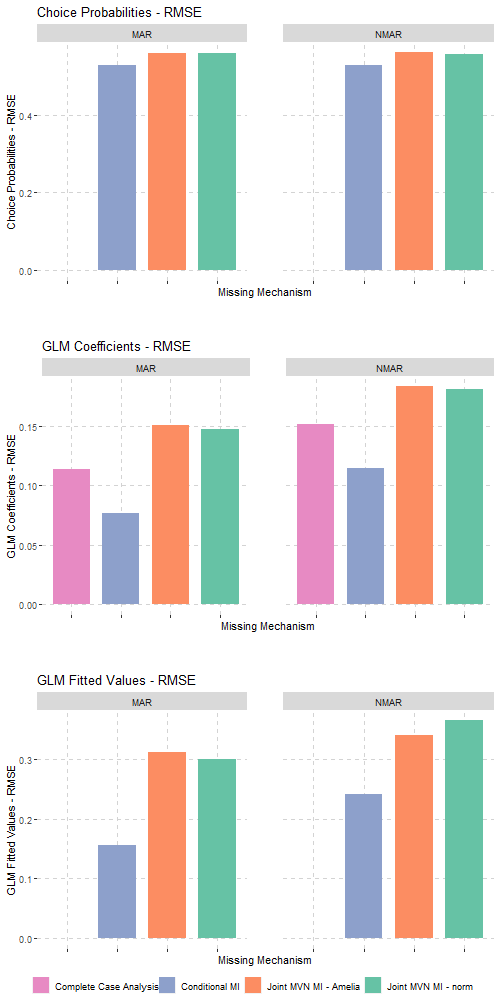 Choice Probabilities - RMSE
MAR
NMAR
Choice Probabilities - RMSE
0.4
0.2
0.0
Missing Mechanism
GLM Coefficients - RMSE
MAR
NMAR
GLM Coefficients - RMSE
0.15
0.10
0.05
0.00
Missing Mechanism
GLM Fitted Values - RMSE
MAR
NMAR
GLM Fitted Values - RMSE
0.3
0.2
0.1
0.0
Missing Mechanism
Complete Case Analysis Conditional MI Joint MVN MI - Amelia Joint MVN MI - norm